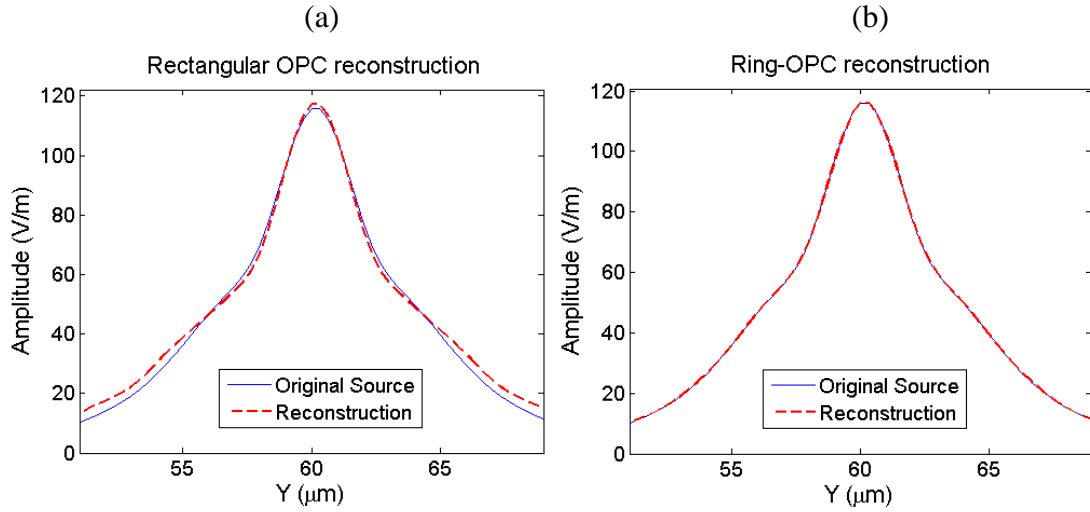 (a)
Rectangular OPC reconstruction
120
100
80
60
40
20
0
Amplitude (V/m)
Original Source
Reconstruction
55
60
65
Y (μm)
(b)
Ring-OPC reconstruction
120
100
80
60
40
20
0
Amplitude (V/m)
Original Source
Reconstruction
55
60
65
Y (μm)